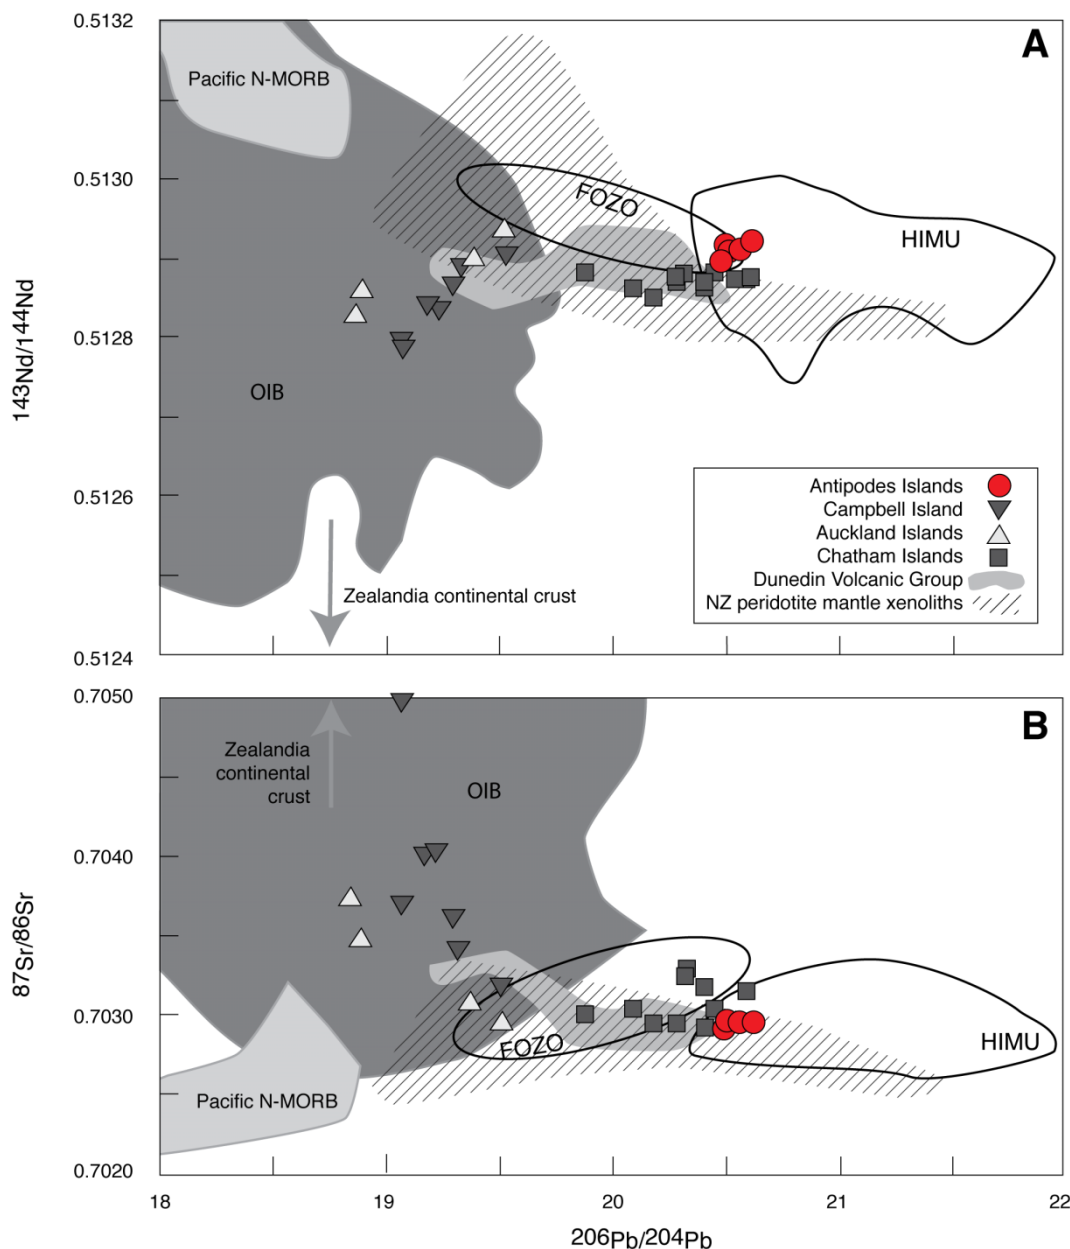 0.5132
A
Pacific N-MORB
0.5130
FOZO
HIMU
0.5128
143Nd/144Nd
OIB
0.5126
Antipodes Islands
Campbell Island
Auckland Islands
Chatham Islands
Dunedin Volcanic Group
NZ peridotite mantle xenoliths
Zealandia continental crust
0.5124
0.7050
B
Zealandia
continental
crust
OIB
0.7040
87Sr/86Sr
0.7030
FOZO
HIMU
Pacific N-MORB
0.7020
18
19
20
21
22
206Pb/204Pb